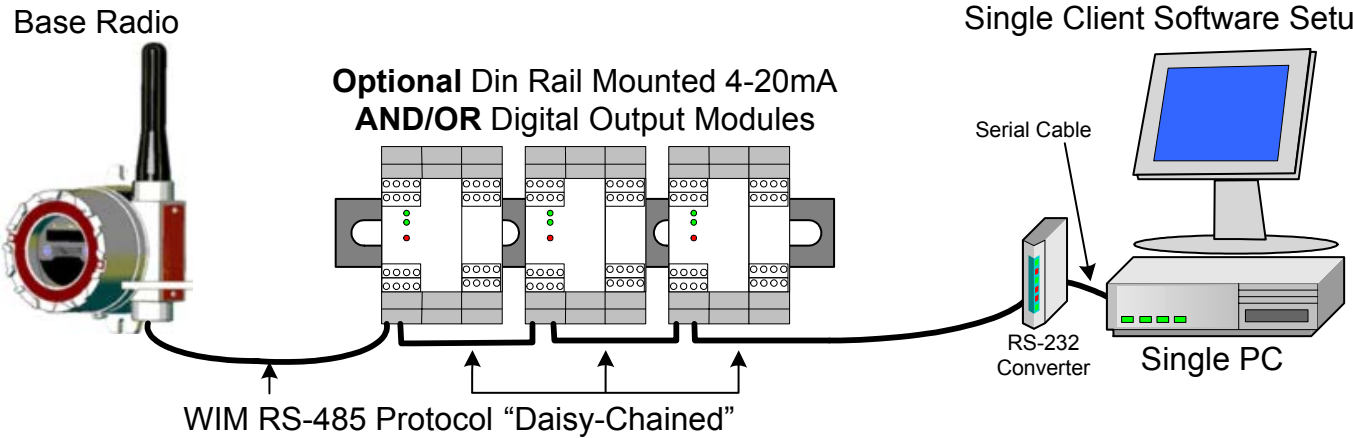 Base Radio
Single Client Software Setu
Optional Din Rail Mounted 4-20mA
AND/OR Digital Output Modules
Serial Cable
RS-232
Converter
Single PC
WIM RS-485 Protocol “Daisy-Chained”